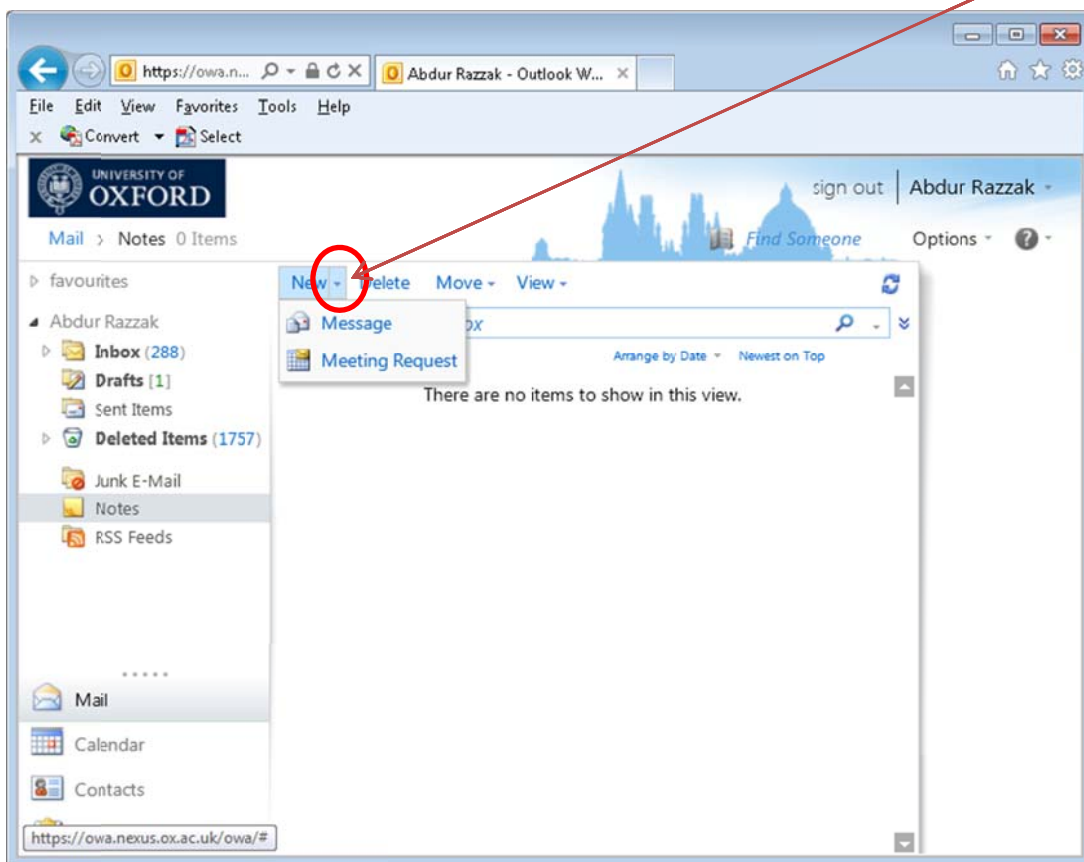 https://owa.n...
Abdur Razzak - Outlook W...
File Edit View Favorites Tools Help
x Convert Select
UNIVERSITY OF
OXFORD
sign out | Abdur Razzak
Mail > Notes 0 Items
Find Someone
Options
favourites
New Delete Move View
Abdur Razzak
Message
ox
Inbox (288)
Meeting Request
Arrange by Date Newest on Top
Drafts [1]
There are no items to show in this view.
Sent Items
Deleted Items (1757)
Junk E-Mail
Notes
RSS Feeds
Mail
Calendar
Contacts
https://owa.nexus.ox.ac.uk/owa/#